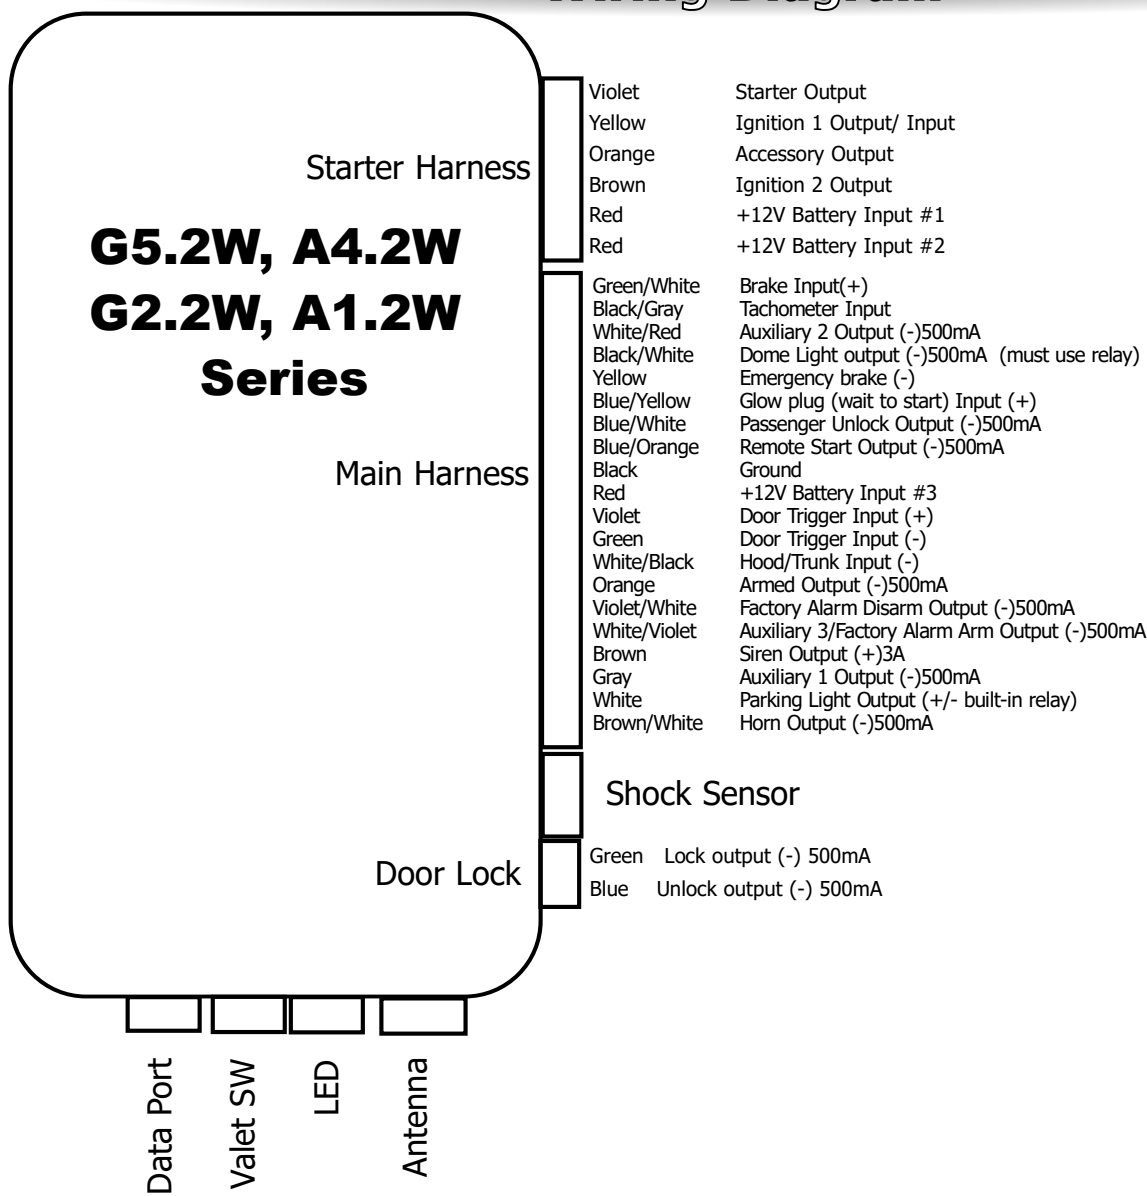 Wiring Diagram
Starter Harness
G5.2W, A4.2W
G2.2W, A1.2W
Series
Main Harness
Door Lock
Violet Starter Output
Yellow Ignition 1 Output/ Input
Orange Accessory Output
Brown Ignition 2 Output
Red +12V Battery Input #1
Red +12V Battery Input #2
Green/White Brake Input(+)
Black/Gray Tachometer Input
White/Red Auxiliary 2 Output (-)500mA
Black/White Dome Light output (-)500mA (must use relay)
Yellow Emergency brake (-)
Blue/Yellow Glow plug (wait to start) Input (+)
Blue/White Passenger Unlock Output (-)500mA
Blue/Orange Remote Start Output (-)500mA
Black Ground
Red +12V Battery Input #3
Violet Door Trigger Input (+)
Green Door Trigger Input (-)
White/Black Hood/Trunk Input (-)
Orange Armed Output (-)500mA
Violet/White Factory Alarm Disarm Output (-)500mA
White/Violet Auxiliary 3/Factory Alarm Arm Output (-)500mA
Brown Siren Output (+)3A
Gray Auxiliary 1 Output (-)500mA
White Parking Light Output (+/- built-in relay)
Brown/White Horn Output (-)500mA
Shock Sensor
Green Lock output (-) 500mA
Blue Unlock output (-) 500mA
Data Port
Valet SW
LED
Antenna